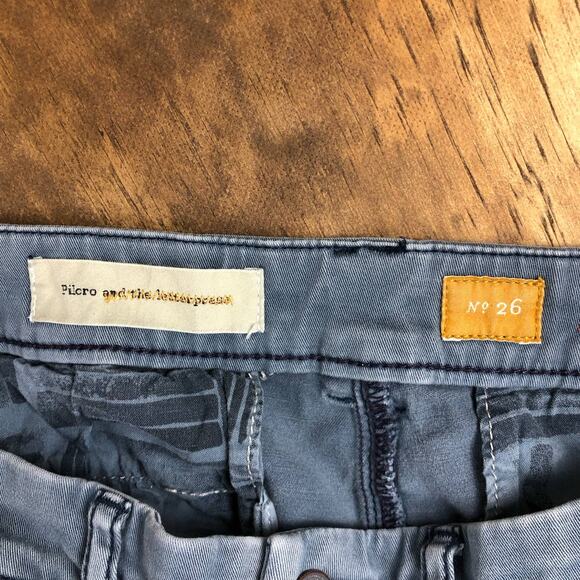 Pilcro and the letterpress
Nº 26